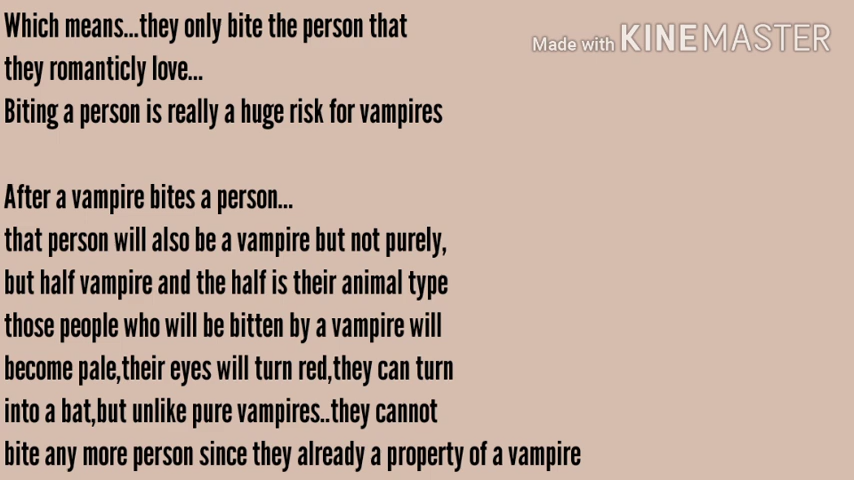 Which means...they only bite the person that
they romanticly love...
Biting a person is really a huge risk for vampires
After a vampire bites a person...
that person will also be a vampire but not purely,
but half vampire and the half is their animal type
those people who will be bitten by a vampire will
become pale,their eyes will turn red,they can turn
into a bat,but unlike pure vampires..they cannot
bite any more person since they already a property of a vampire
Made with KINEMASTER